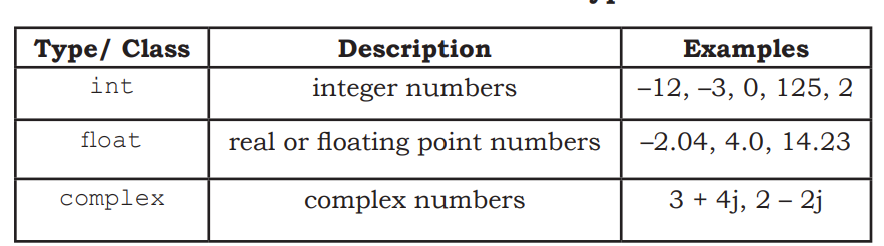 Type/ Class Description Examples
int integer numbers –12, –3, 0, 125, 2
float real or floating point numbers –2.04, 4.0, 14.23
complex complex numbers 3 + 4j, 2 – 2j